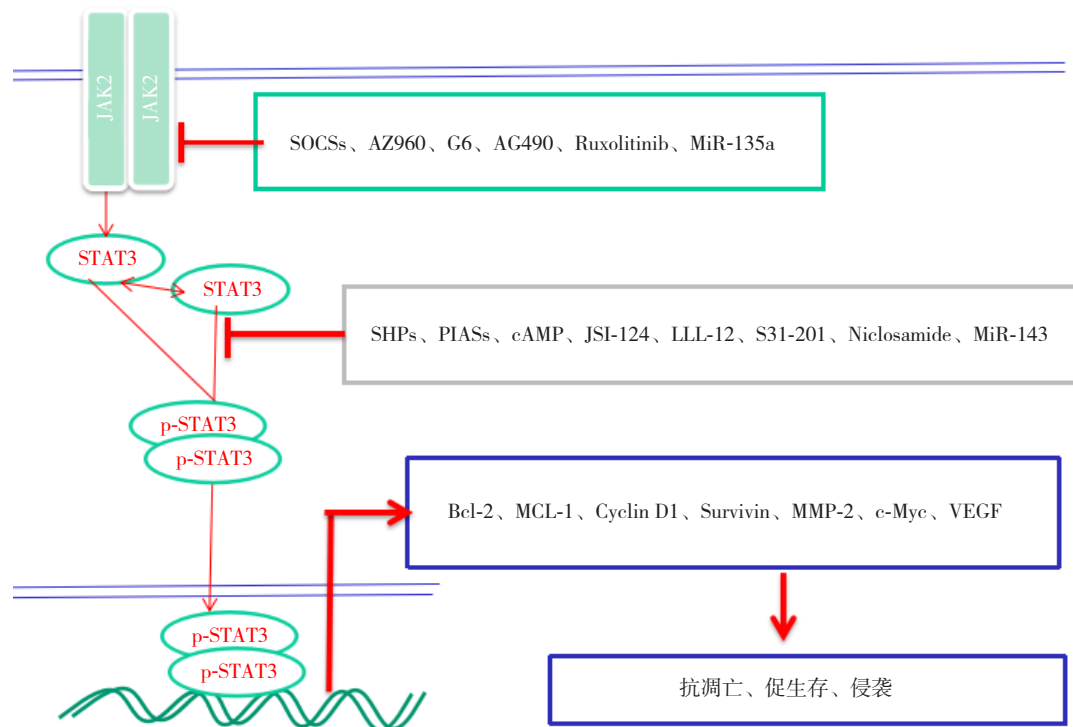 JAK2
JAK2
SOCSs、AZ960、G6、AG490、Ruxolitinib、MiR-135a
STAT3
STAT3
SHPs、PIASs、cAMP、JSI-124、LLL-12、S31-201、Niclosamide、MiR-143
p-STAT3
p-STAT3
Bcl-2、MCL-1、Cyclin D1、Survivin、MMP-2、c-Myc、VEGF
p-STAT3
p-STAT3
抗凋亡、促生存、侵袭